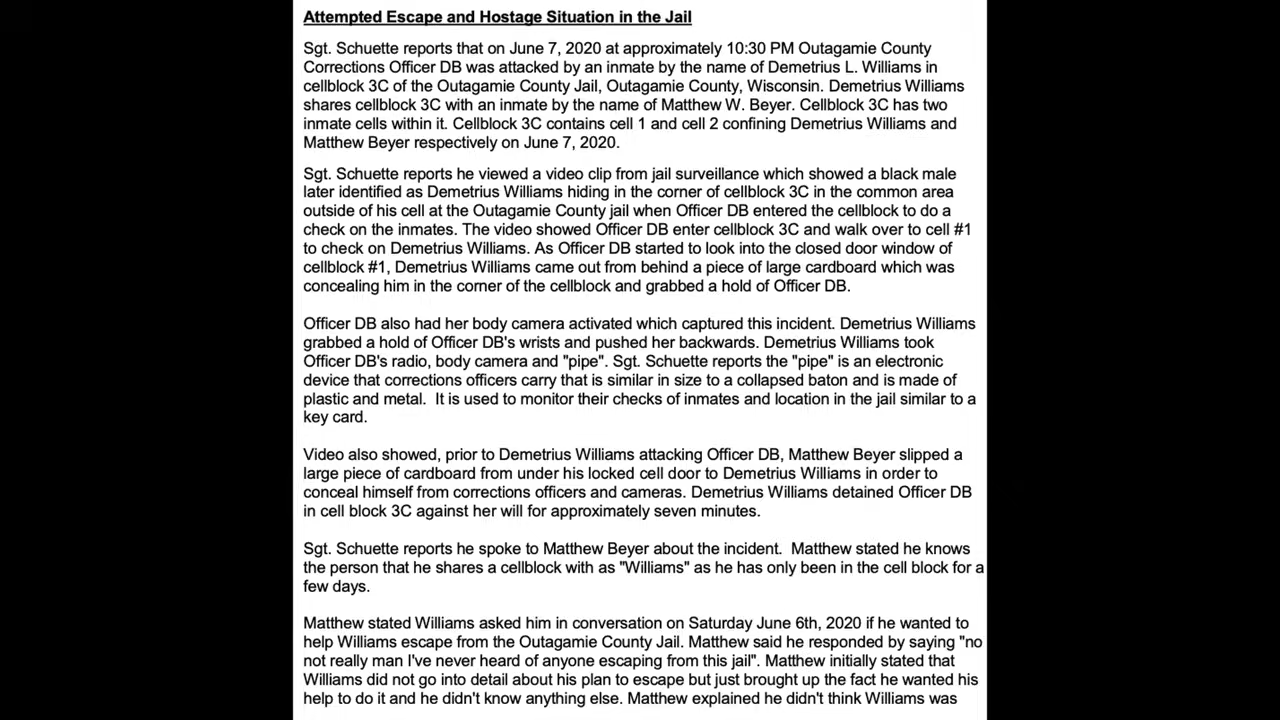 Attempted Escape and Hostage Situation in the Jail
Sgt. Schuette reports that on June 7, 2020 at approximately 10:30 PM Outagamie County
Corrections Officer DB was attacked by an inmate by the name of Demetrius L. Williams in
cellblock 3C of the Outagamie County Jail, Outagamie County, Wisconsin. Demetrius Williams
shares cellblock 3C with an inmate by the name of Matthew W. Beyer. Cellblock 3C has two
inmate cells within it. Cellblock 3C contains cell 1 and cell 2 confining Demetrius Williams and
Matthew Beyer respectively on June 7, 2020.
Sgt. Schuette reports he viewed a video clip from jail surveillance which showed a black male
later identified as Demetrius Williams hiding in the corner of cellblock 3C in the common area
outside of his cell at the Outagamie County jail when Officer DB entered the cellblock to do a
check on the inmates. The video showed Officer DB enter cellblock 3C and walk over to cell #1
to check on Demetrius Williams. As Officer DB started to look into the closed door window of
cellblock #1, Demetrius Williams came out from behind a piece of large cardboard which was
concealing him in the corner of the cellblock and grabbed a hold of Officer DB.
Officer DB also had her body camera activated which captured this incident. Demetrius Williams
grabbed a hold of Officer DB's wrists and pushed her backwards. Demetrius Williams took
Officer DB's radio, body camera and "pipe". Sgt. Schuette reports the "pipe" is an electronic
device that corrections officers carry that is similar in size to a collapsed baton and is made of
plastic and metal.  It is used to monitor their checks of inmates and location in the jail similar to a
key card.
Video also showed, prior to Demetrius Williams attacking Officer DB, Matthew Beyer slipped a
large piece of cardboard from under his locked cell door to Demetrius Williams in order to
conceal himself from corrections officers and cameras. Demetrius Williams detained Officer DB
in cell block 3C against her will for approximately seven minutes.
Sgt. Schuette reports he spoke to Matthew Beyer about the incident.  Matthew stated he knows
the person that he shares a cellblock with as "Williams" as he has only been in the cell block for a
few days.
Matthew stated Williams asked him in conversation on Saturday June 6th, 2020 if he wanted to
help Williams escape from the Outagamie County Jail. Matthew said he responded by saying "no
not really man I've never heard of anyone escaping from this jail". Matthew initially stated that
Williams did not go into detail about his plan to escape but just brought up the fact he wanted his
help to do it and he didn't know anything else. Matthew explained he didn't think Williams was